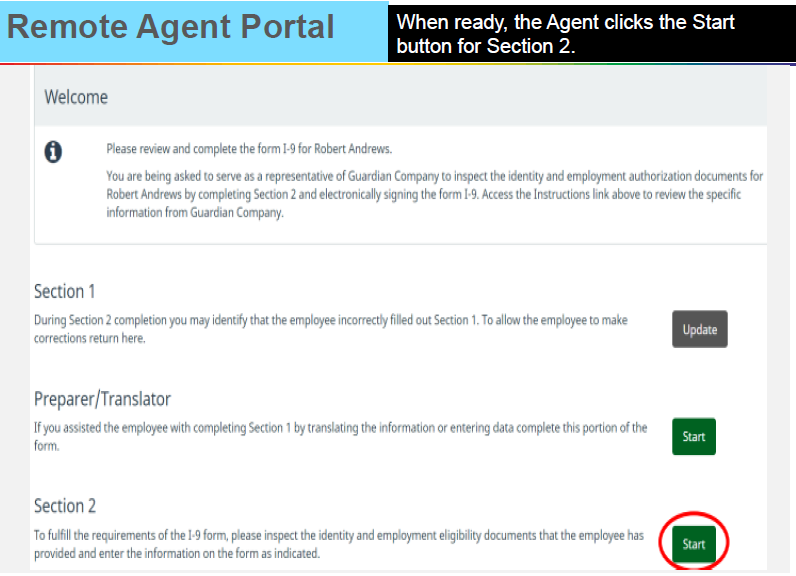 Remote Agent Portal
When ready, the Agent clicks the Start
button for Section 2.
Welcome
Please review and complete the form I-9 for Robert Andrews.
You are being asked to serve as a representative of Guardian Company to inspect the identity and employment authorization documents for
Robert Andrews by completing Section 2 and electronically signing the form I-9. Access the Instructions link above to review the specific
information from Guardian Company.
Section 1
During Section 2 completion you may identify that the employee incorrectly filled out Section 1. To allow the employee to make
corrections return here.
Update
Preparer/Translator
If you assisted the employee with completing Section 1 by translating the information or entering data complete this portion of the
form.
Start
Section 2
To fulfill the requirements of the I-9 form, please inspect the identity and employment eligibility documents that the employee has
provided and enter the information on the form as indicated.
Start